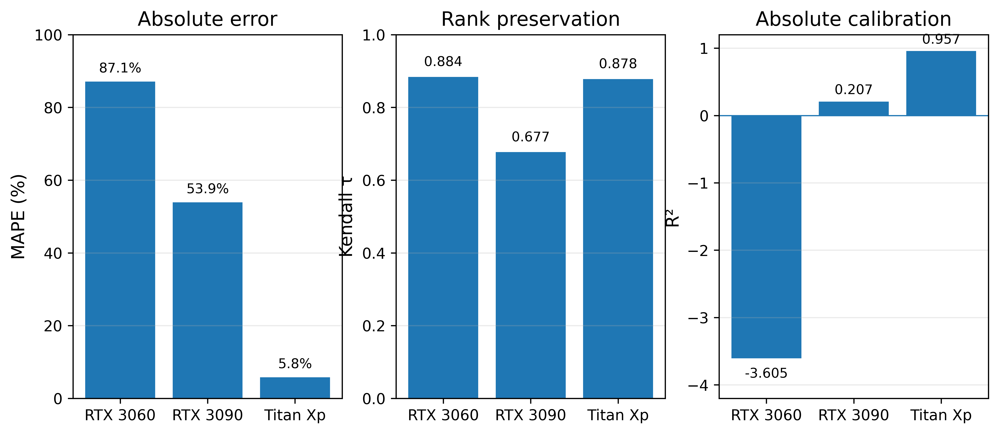 Absolute error
MAPE (%)
100
80
60
40
20
0
87.1%
53.9%
5.8%
RTX 3060
RTX 3090
Titan Xp
Rank preservation
Kendall τ
1.0
0.8
0.6
0.4
0.2
0.0
0.884
0.677
0.878
RTX 3060
RTX 3090
Titan Xp
Absolute calibration
R²
1
0
−1
−2
−3
−4
-3.605
0.207
0.957
RTX 3060
RTX 3090
Titan Xp